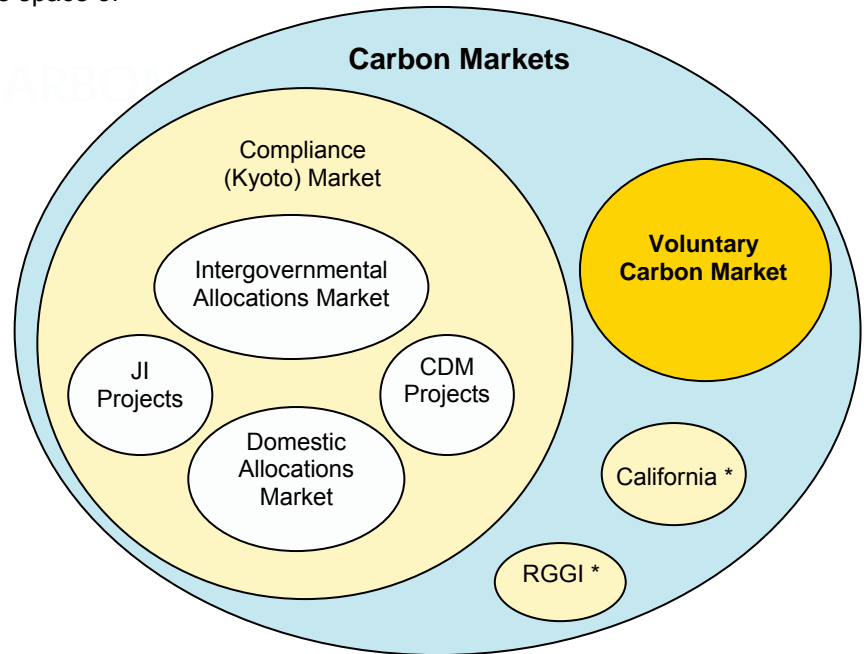 Carbon Markets
ARBON
Compliance
(Kyoto) Market
Intergovernmental
Allocations Market
JI
Projects
CDM
Projects
Domestic
Allocations
Market
Voluntary
Carbon Market
California *
RGGI *